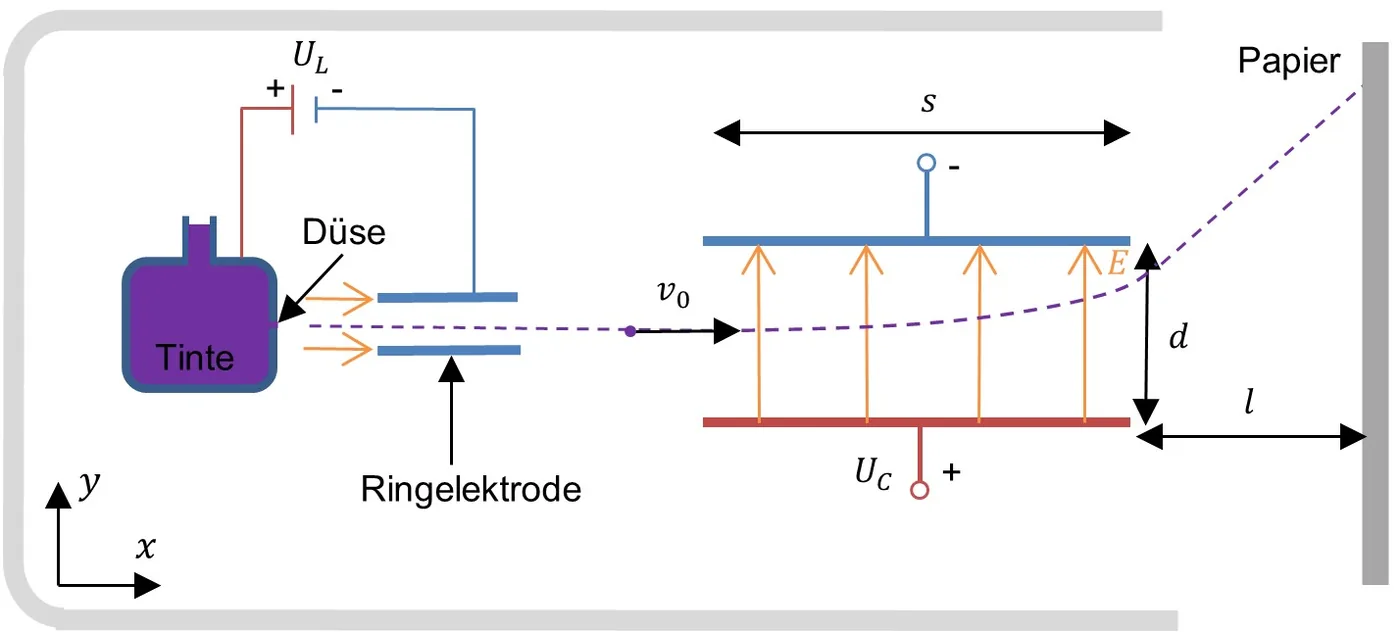 U_L
+ -
Papier
s
-
Düse
E
v_0
d
Tinte
l
U_C +
Ringelektrode
y
x